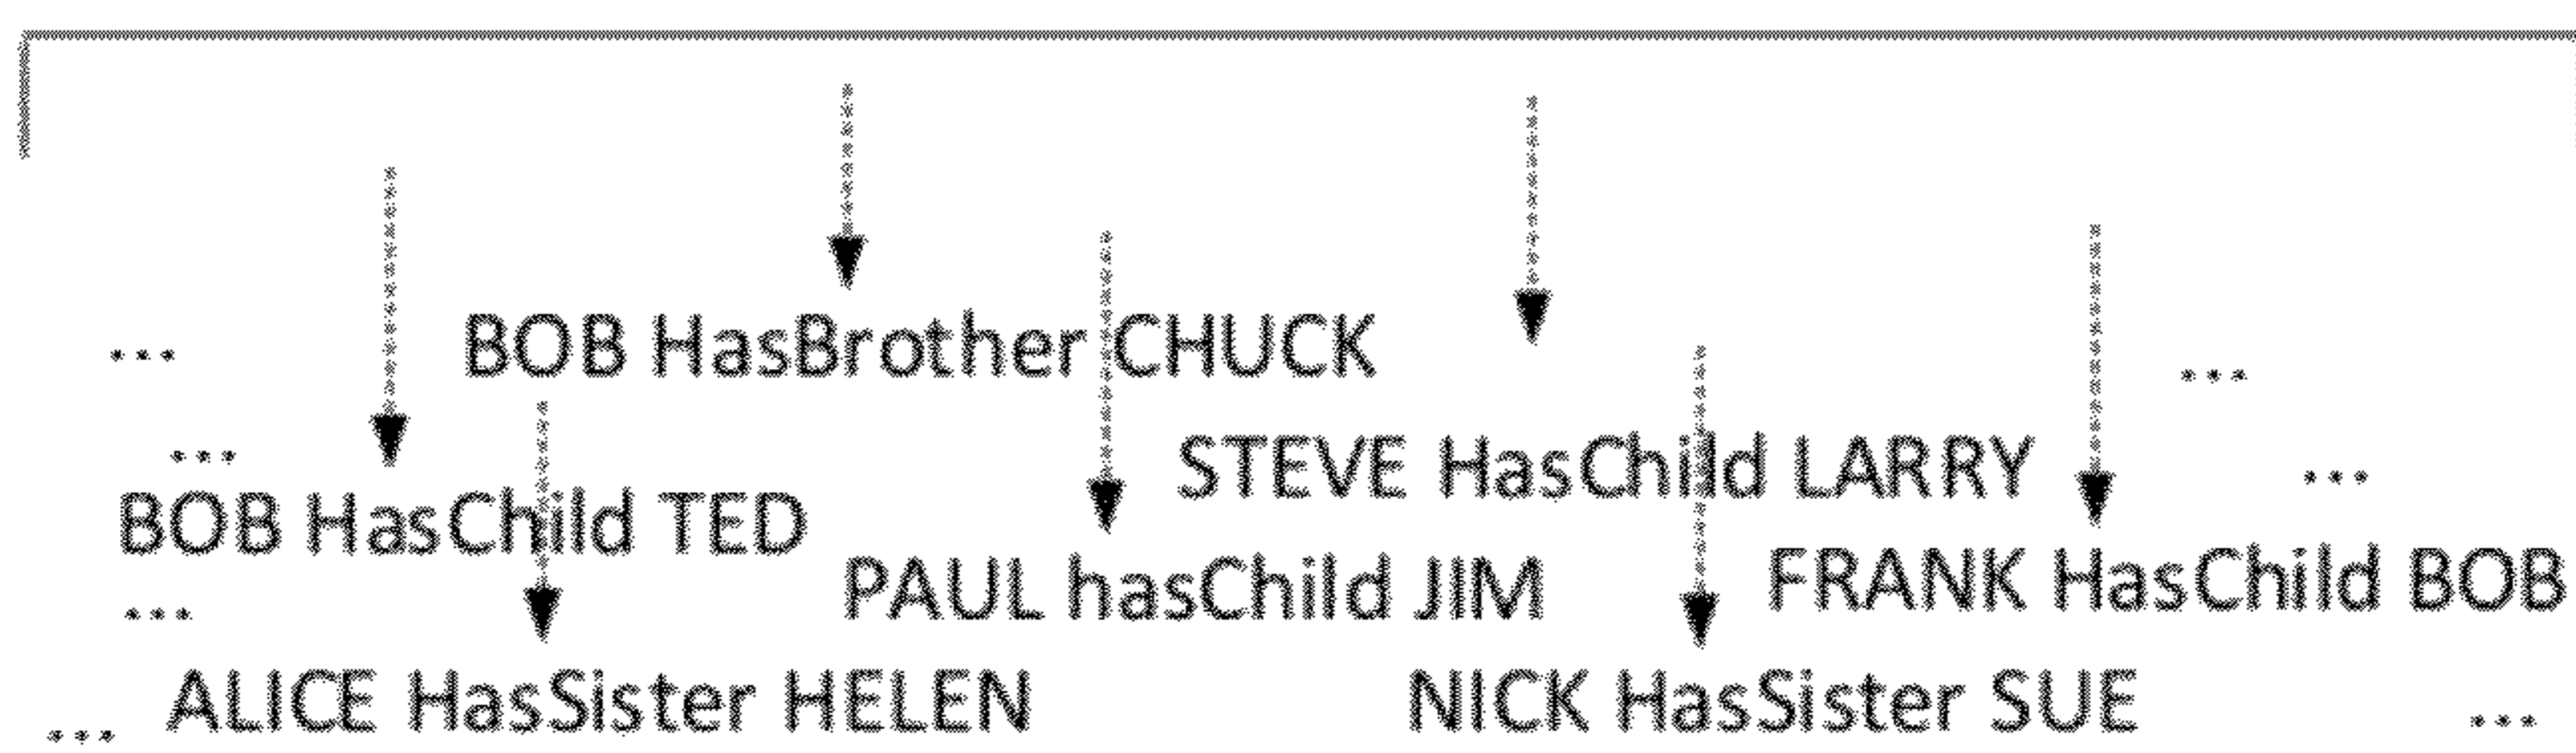 ... BOB HasBrother CHUCK ...
... STEVE HasChild LARRY ...
BOB HasChild TED
... PAUL hasChild JIM FRANK HasChild BOB
... ALICE HasSister HELEN NICK HasSister SUE ...